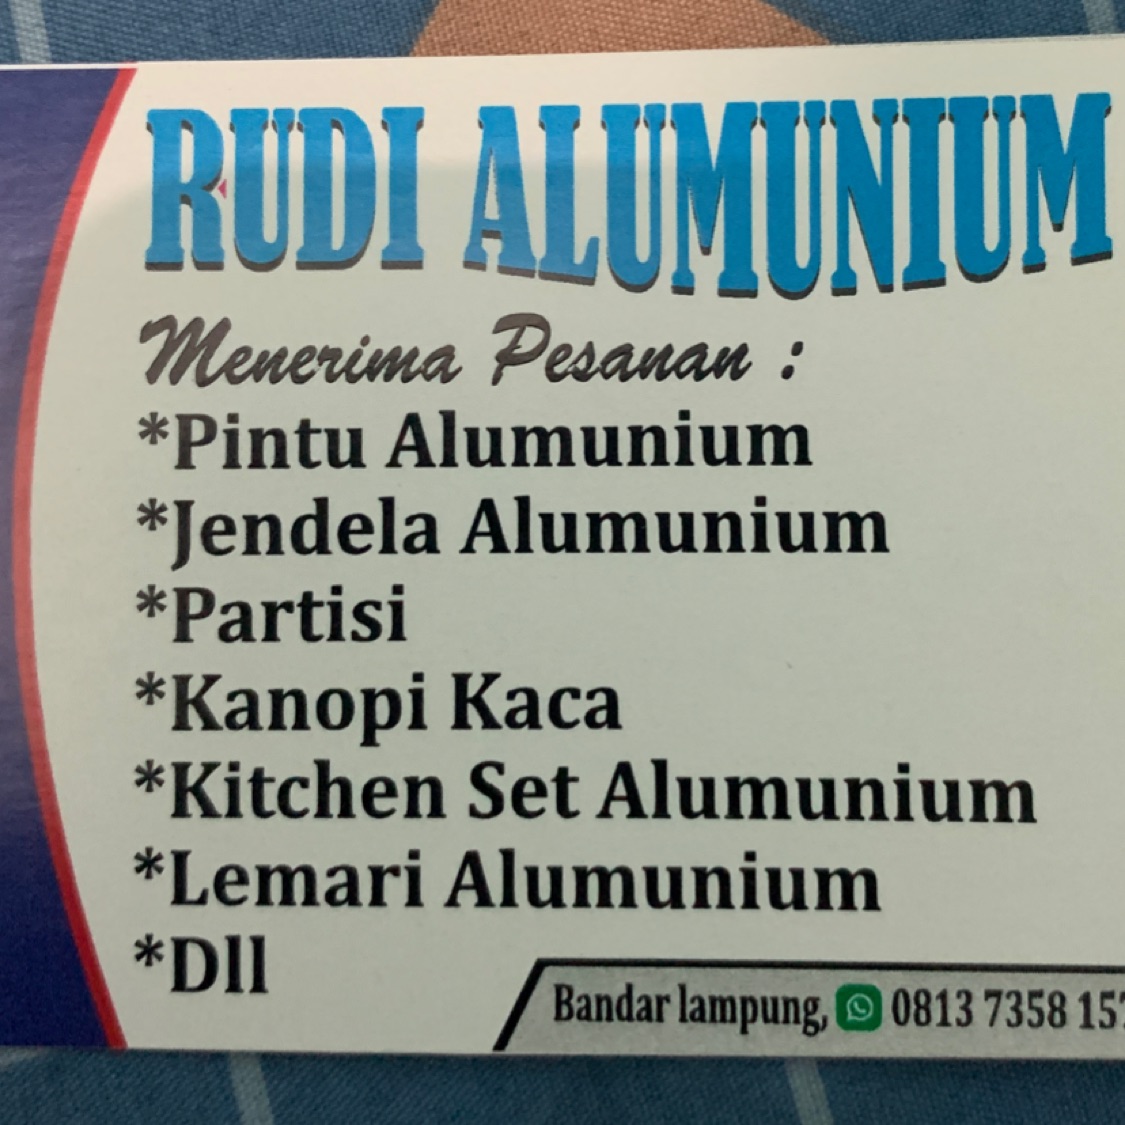 RUDI ALUMUNIUM
Menerima Pesanan :
*Pintu Alumunium
*Jendela Alumunium
*Partisi
*Kanopi Kaca
*Kitchen Set Alumunium
*Lemari Alumunium
*Dll
Bandar lampung, 0813 7358